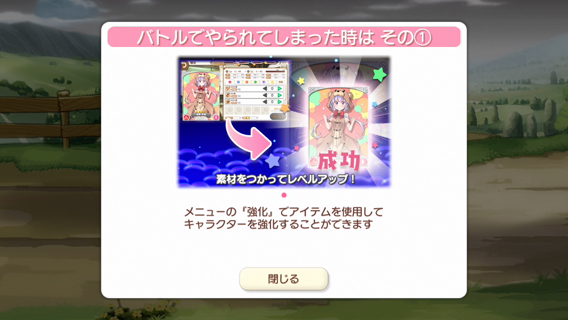 バトルでやられてしまった時は その①
成功
素材をつかってレベルアップ！
メニューの「強化」でアイテムを使用して
キャラクターを強化することができます
閉じる